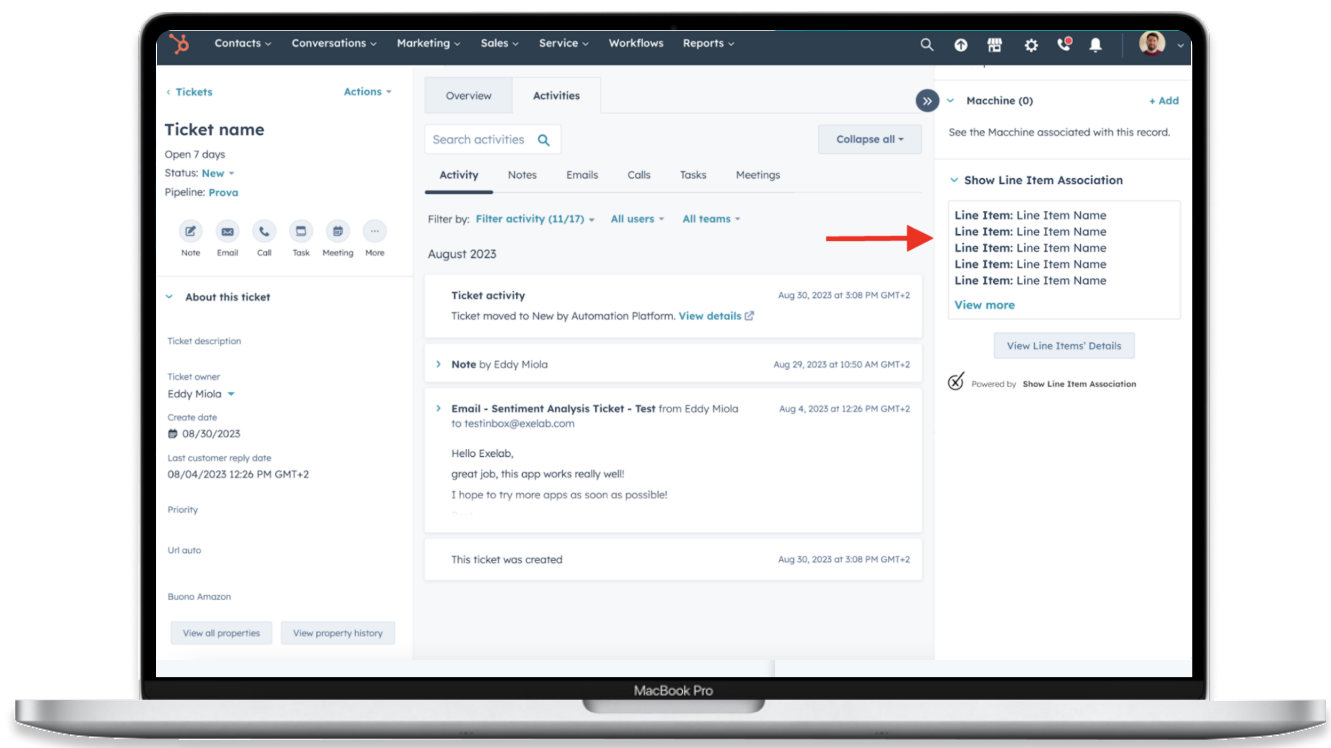 Contacts
Conversations
Marketing
Sales
Service
Workflows
Reports
Tickets
Actions
Ticket name
Open 7 days
Status: New
Pipeline: Prova
Note
Email
Call
Task
Meeting
More
About this ticket
Ticket description
Ticket owner
Eddy Miola
Create date
08/30/2023
Last customer reply date
08/04/2023 12:26 PM GMT+2
Priority
Url auto
Buono Amazon
View all properties
View property history
Overview
Activities
Search activities
Collapse all
Activity
Notes
Emails
Calls
Tasks
Meetings
Filter by: Filter activity (11/17)
All users
All teams
August 2023
Ticket activity
Aug 30, 2023 at 3:08 PM GMT+2
Ticket moved to New by Automation Platform. View details
Note by Eddy Miola
Aug 29, 2023 at 10:50 AM GMT+2
Email - Sentiment Analysis Ticket - Test from Eddy Miola
Aug 4, 2023 at 12:26 PM GMT+2
to testinbox@exelab.com
Hello Exelab,
great job, this app works really well!
I hope to try more apps as soon as possible!
This ticket was created
Aug 30, 2023 at 3:08 PM GMT+2
Macchine (0)
+ Add
See the Macchine associated with this record.
Show Line Item Association
Line Item: Line Item Name
Line Item: Line Item Name
Line Item: Line Item Name
Line Item: Line Item Name
Line Item: Line Item Name
View more
View Line Items' Details
Powered by Show Line Item Association
MacBook Pro